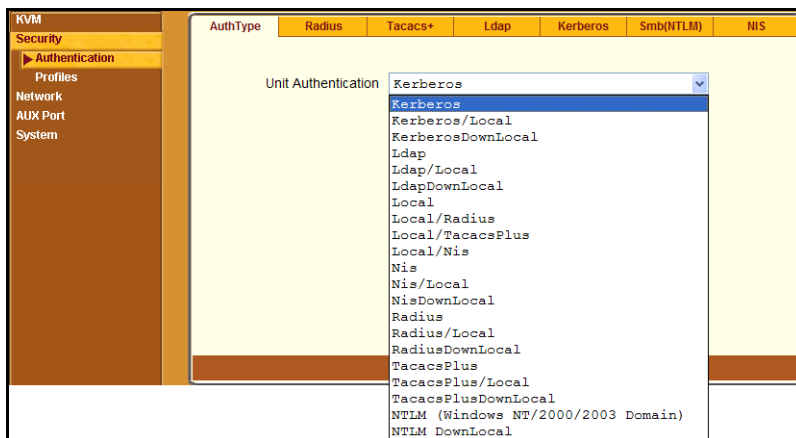 KVM
Security
Authentication
Profiles
Network
AUX Port
System
AuthType Radius Tacacs+ Ldap Kerberos Smb(NTLM) NIS
Unit Authentication Kerberos
Kerberos
Kerberos/Local
KerberosDownLocal
Ldap
Ldap/Local
LdapDownLocal
Local
Local/Radius
Local/TacacsPlus
Local/Nis
Nis
Nis/Local
NisDownLocal
Radius
Radius/Local
RadiusDownLocal
TacacsPlus
TacacsPlus/Local
TacacsPlusDownLocal
NTLM (Windows NT/2000/2003 Domain)
NTLM DownLocal